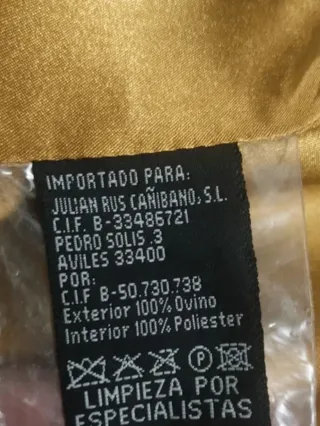 IMPORTADO PARA:
JULIAN RUS CAÑIBANO, S.L.
C.I.F. B-33486721
PEDRO SOLIS ,3
AVILES 33400
POR:
C.I.F B-50.730.738
Exterior 100% Ovino
Interior 100% Poliester
P
LIMPIEZA POR
ESPECIALISTAS